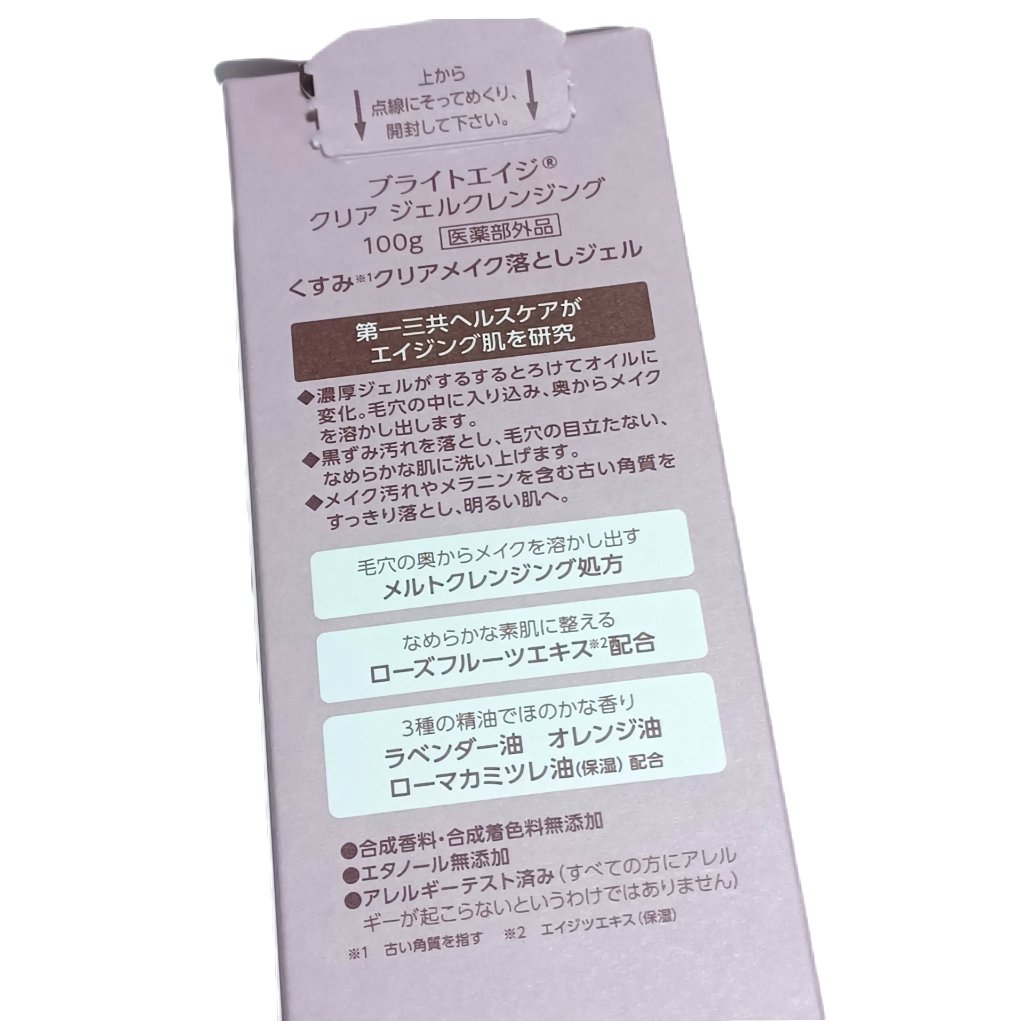 上から
点線にそってめくり、
開封して下さい。
ブライトエイジ®
クリア ジェルクレンジング
100g 医薬部外品
くすみ※1クリアメイク落としジェル
第一三共ヘルスケアが
エイジング肌を研究
◆濃厚ジェルがするするとろけてオイルに
変化。毛穴の中に入り込み、奥からメイク
を溶かし出します。
◆黒ずみ汚れを落とし、毛穴の目立たない、
なめらかな肌に洗い上げます。
◆メイク汚れやメラニンを含む古い角質を
すっきり落とし、明るい肌へ。
毛穴の奥からメイクを溶かし出す
メルトクレンジング処方
なめらかな素肌に整える
ローズフルーツエキス※2配合
3種の精油でほのかな香り
ラベンダー油 オレンジ油
ローマカミツレ油(保湿) 配合
●合成香料・合成着色料無添加
●エタノール無添加
●アレルギーテスト済み(すべての方にアレル
ギーが起こらないというわけではありません)
※1 古い角質を指す ※2 エイジツエキス(保湿)